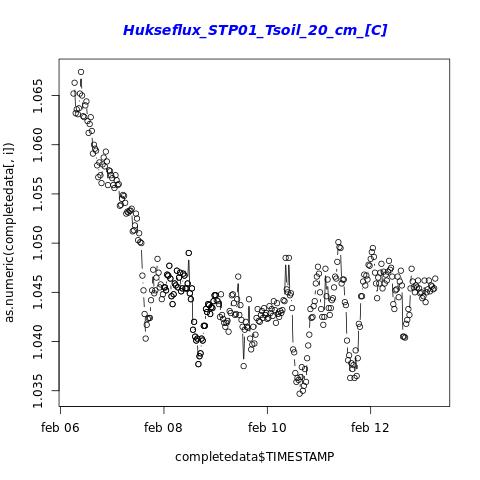 Hukseflux_STP01_Tsoil_20_cm_[C]
as.numeric(completedata[, i])
1.065
1.060
1.055
1.050
1.045
1.040
1.035
feb 06
feb 08
feb 10
feb 12
completedata$TIMESTAMP